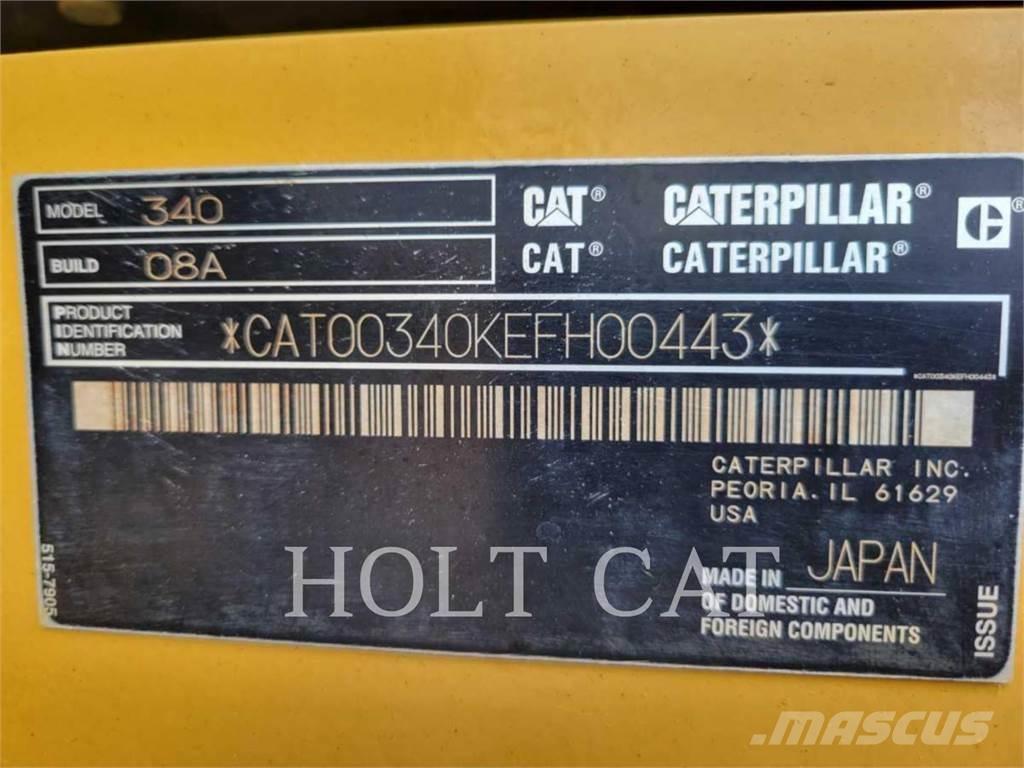 MODEL 340
BUILD 08A
CAT® CATERPILLAR® ®
CAT® CATERPILLAR®
PRODUCT
IDENTIFICATION
NUMBER
*CAT00340KEFH00443*
*CAT00340KEFH00443*
CATERPILLAR INC.
PEORIA. IL 61629
USA
MADE IN JAPAN
OF DOMESTIC AND
FOREIGN COMPONENTS
515-7905
ISSUE
HOLT CAT
MASCUS